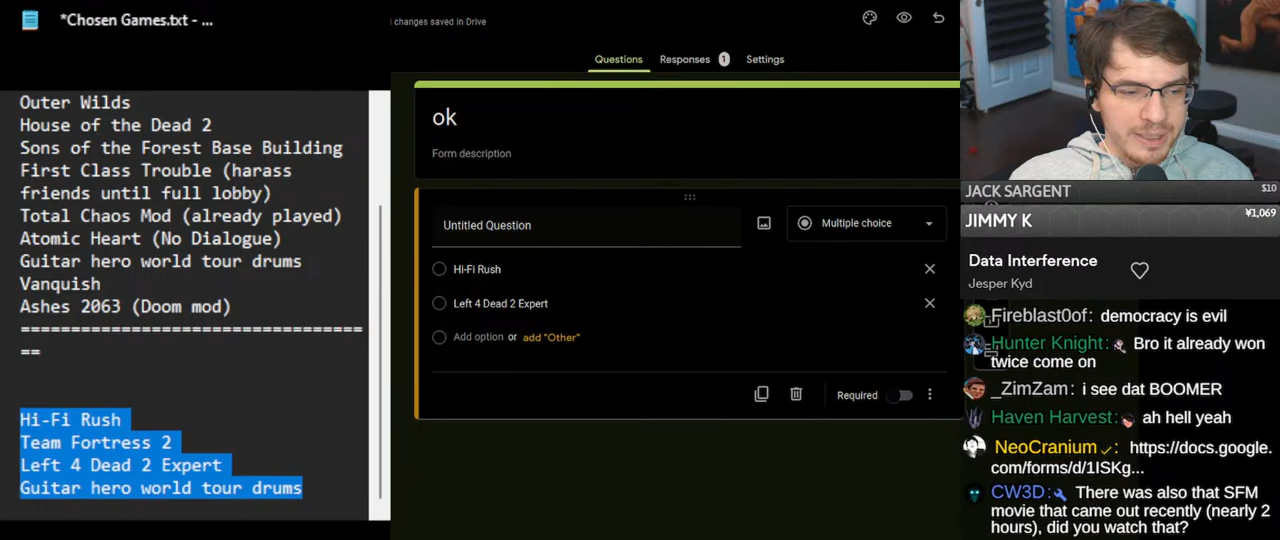 *Chosen Games.txt - ...
Outer Wilds
House of the Dead 2
Sons of the Forest Base Building
First Class Trouble (harass
friends until full lobby)
Total Chaos Mod (already played)
Atomic Heart (No Dialogue)
Guitar hero world tour drums
Vanquish
Ashes 2063 (Doom mod)
==================================
==
Hi-Fi Rush
Team Fortress 2
Left 4 Dead 2 Expert
Guitar hero world tour drums
changes saved in Drive
Questions
Responses 1
Settings
ok
Form description
Untitled Question
Multiple choice
Hi-Fi Rush
Left 4 Dead 2 Expert
Add option or add "Other"
Required
JACK SARGENT $10
JIMMY K ¥1,069
Data Interference
Jesper Kyd
Fireblast0of: democracy is evil
Hunter Knight: Bro it already won
twice come on
_ZimZam: i see dat BOOMER
Haven Harvest: ah hell yeah
NeoCranium: https://docs.google.
com/forms/d/1ISKg...
CW3D: There was also that SFM
movie that came out recently (nearly 2
hours), did you watch that?